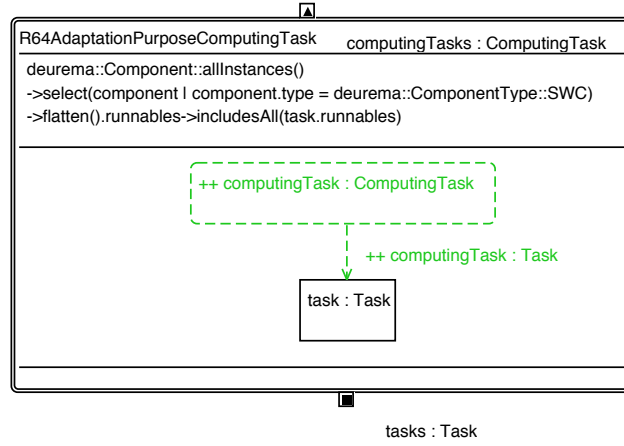 R64AdaptationPurposeComputingTask
computingTasks : ComputingTask
deurema::Component::allInstances()
->select(component | component.type = deurema::ComponentType::SWC)
->flatten().runnables->includesAll(task.runnables)
++ computingTask : ComputingTask
++ computingTask : Task
task : Task
tasks : Task